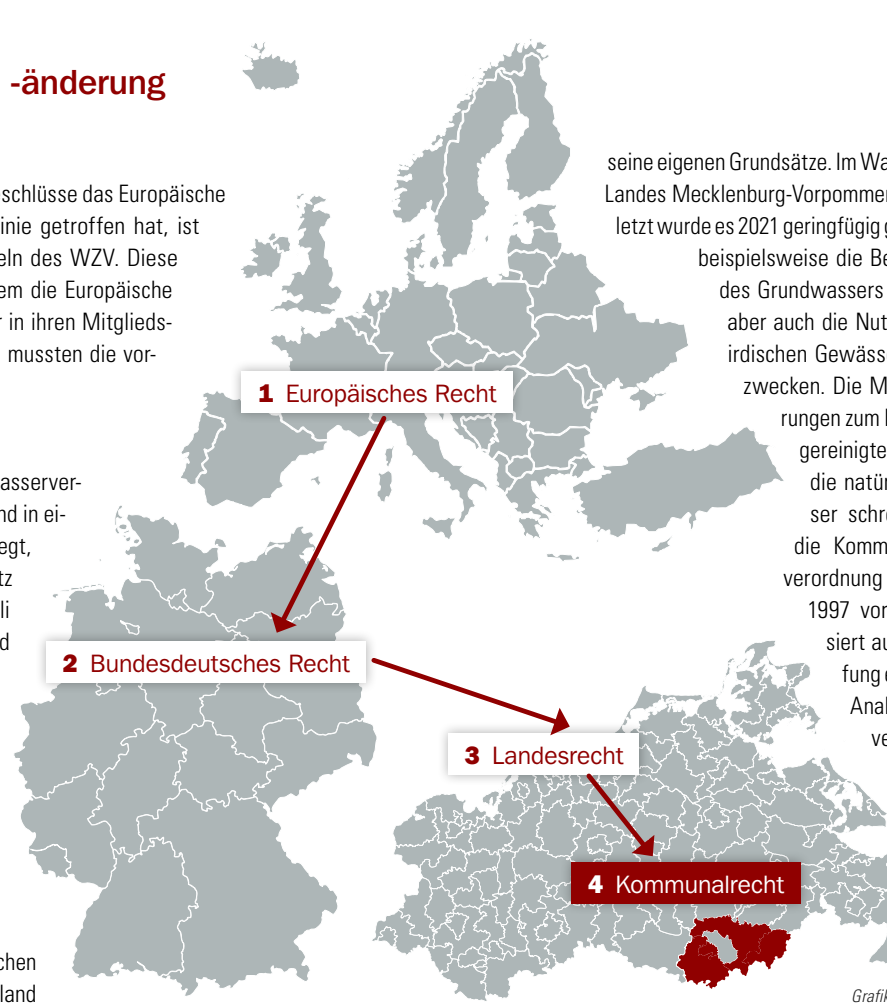 -änderung
eschlüsse das Europäische
inie getroffen hat, ist
eln des WZV. Diese
em die Europäische
r in ihren Mitglieds-
mussten die vor-
asserver-
nd in ei-
egt,
tz
li
d
chen
land
1 Europäisches Recht
2 Bundesdeutsches Recht
3 Landesrecht
4 Kommunalrecht
seine eigenen Grundsätze. Im Wa
Landes Mecklenburg-Vorpommer
letzt wurde es 2021 geringfügig g
beispielsweise die Be
des Grundwassers
aber auch die Nut
irdischen Gewäss
zwecken. Die M
rungen zum
gereinigte
die natür
ser schre
die Komm
verordnung
1997 vor
siert au
fung
Anal
ve
Grafik